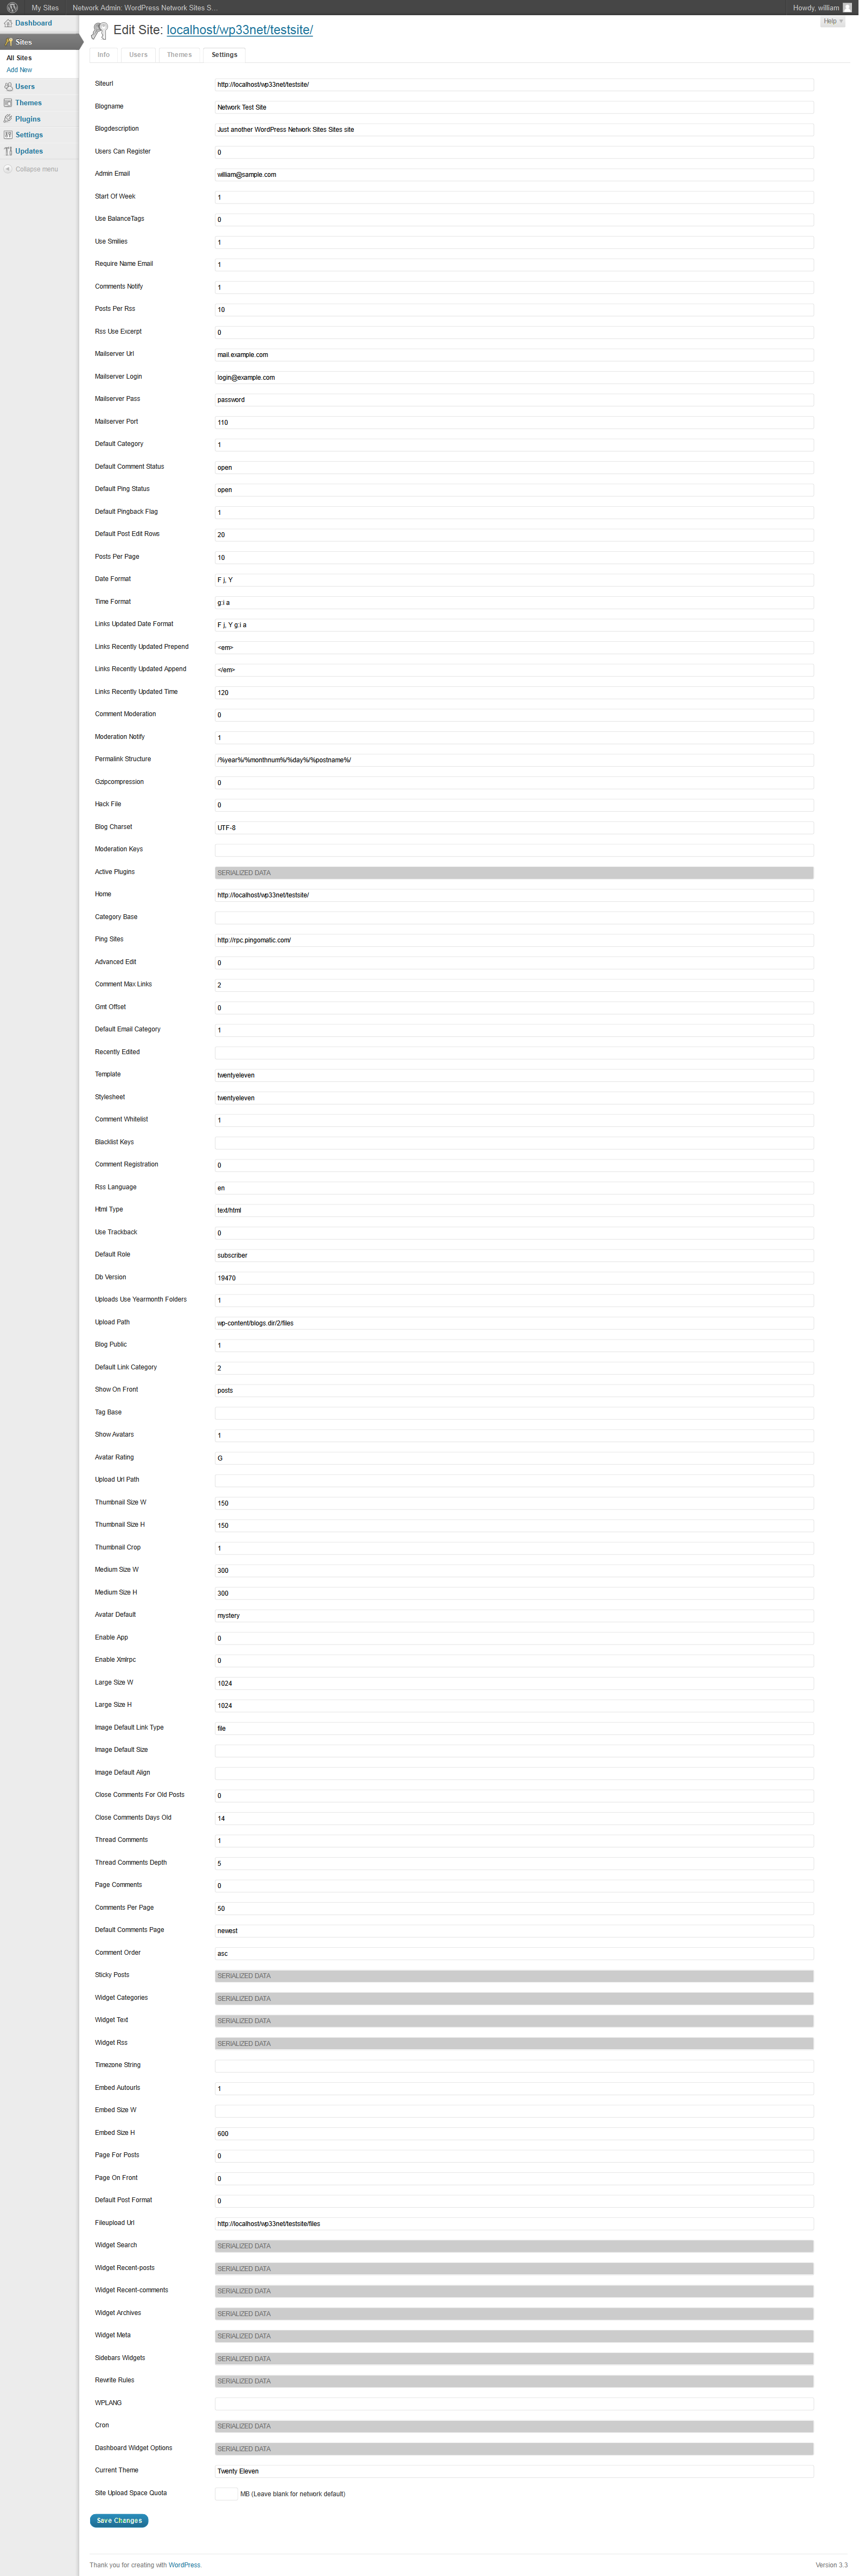 My Sites Network Admin: WordPress Network Sites S... Howdy, william
Help
Dashboard
Sites
All Sites
Add New
Users
Themes
Plugins
Settings
Updates
Collapse menu
Edit Site: localhost/wp33net/testsite/
Info Users Themes Settings
Siteurl http://localhost/wp33net/testsite/
Blogname Network Test Site
Blogdescription Just another WordPress Network Sites Sites site
Users Can Register 0
Admin Email william@sample.com
Start Of Week 1
Use BalanceTags 0
Use Smilies 1
Require Name Email 1
Comments Notify 1
Posts Per Rss 10
Rss Use Excerpt 0
Mailserver Url mail.example.com
Mailserver Login login@example.com
Mailserver Pass password
Mailserver Port 110
Default Category 1
Default Comment Status open
Default Ping Status open
Default Pingback Flag 1
Default Post Edit Rows 20
Posts Per Page 10
Date Format F j, Y
Time Format g:i a
Links Updated Date Format F j, Y g:i a
Links Recently Updated Prepend <em>
Links Recently Updated Append </em>
Links Recently Updated Time 120
Comment Moderation 0
Moderation Notify 1
Permalink Structure /%year%/%monthnum%/%day%/%postname%/
Gzipcompression 0
Hack File 0
Blog Charset UTF-8
Moderation Keys
Active Plugins SERIALIZED DATA
Home http://localhost/wp33net/testsite/
Category Base
Ping Sites http://rpc.pingomatic.com/
Advanced Edit 0
Comment Max Links 2
Gmt Offset 0
Default Email Category 1
Recently Edited
Template twentyeleven
Stylesheet twentyeleven
Comment Whitelist 1
Blacklist Keys
Comment Registration 0
Rss Language en
Html Type text/html
Use Trackback 0
Default Role subscriber
Db Version 19470
Uploads Use Yearmonth Folders 1
Upload Path wp-content/blogs.dir/2/files
Blog Public 1
Default Link Category 2
Show On Front posts
Tag Base
Show Avatars 1
Avatar Rating G
Upload Url Path
Thumbnail Size W 150
Thumbnail Size H 150
Thumbnail Crop 1
Medium Size W 300
Medium Size H 300
Avatar Default mystery
Enable App 0
Enable Xmlrpc 0
Large Size W 1024
Large Size H 1024
Image Default Link Type file
Image Default Size
Image Default Align
Close Comments For Old Posts 0
Close Comments Days Old 14
Thread Comments 1
Thread Comments Depth 5
Page Comments 0
Comments Per Page 50
Default Comments Page newest
Comment Order asc
Sticky Posts SERIALIZED DATA
Widget Categories SERIALIZED DATA
Widget Text SERIALIZED DATA
Widget Rss SERIALIZED DATA
Timezone String
Embed Autourls 1
Embed Size W
Embed Size H 600
Page For Posts 0
Page On Front 0
Default Post Format 0
Fileupload Url http://localhost/wp33net/testsite/files
Widget Search SERIALIZED DATA
Widget Recent-posts SERIALIZED DATA
Widget Recent-comments SERIALIZED DATA
Widget Archives SERIALIZED DATA
Widget Meta SERIALIZED DATA
Sidebars Widgets SERIALIZED DATA
Rewrite Rules SERIALIZED DATA
WPLANG
Cron SERIALIZED DATA
Dashboard Widget Options SERIALIZED DATA
Current Theme Twenty Eleven
Site Upload Space Quota MB (Leave blank for network default)
Save Changes
Thank you for creating with WordPress. Version 3.3